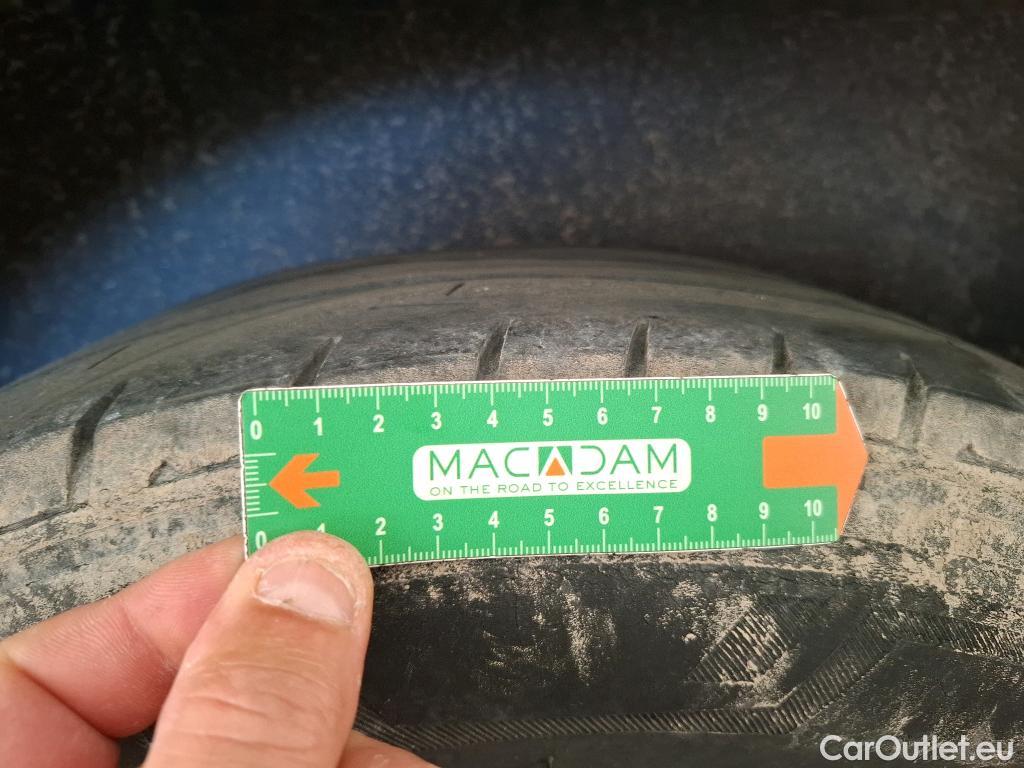 0 1 2 3 4 5 6 7 8 9 10
MACADAM
ON THE ROAD TO EXCELLENCE
0 1 2 3 4 5 6 7 8 9 10
CarOutlet.eu